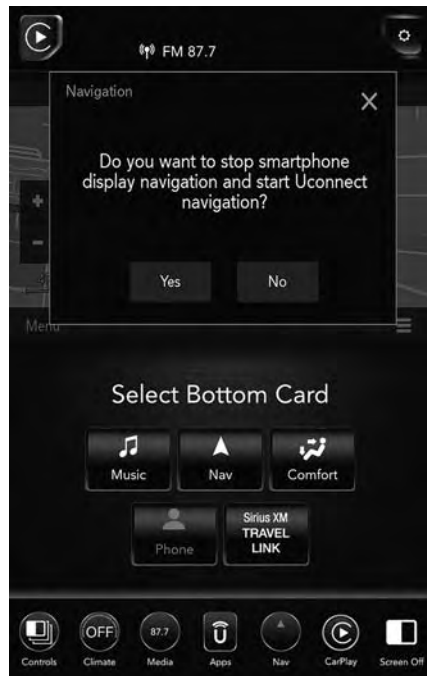 FM 87.7
Navigation
Do you want to stop smartphone
display navigation and start Uconnect
navigation?
Yes
No
Menu
Select Bottom Card
Music
Nav
Comfort
Phone
Sirius XM
TRAVEL
LINK
OFF
87.7
Controls
Climate
Media
Apps
Nav
CarPlay
Screen Off